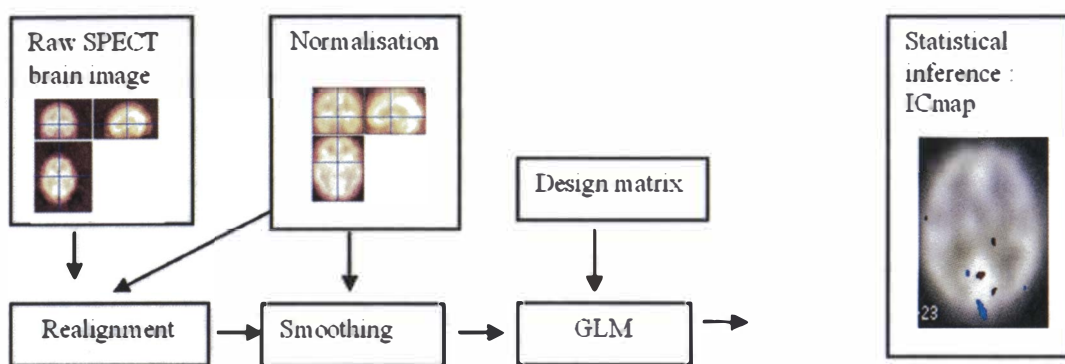 Raw SPECT
brain image
Normalisation
Statistical
inference :
ICmap
Design matrix
-23
Realignment
Smoothing
GLM